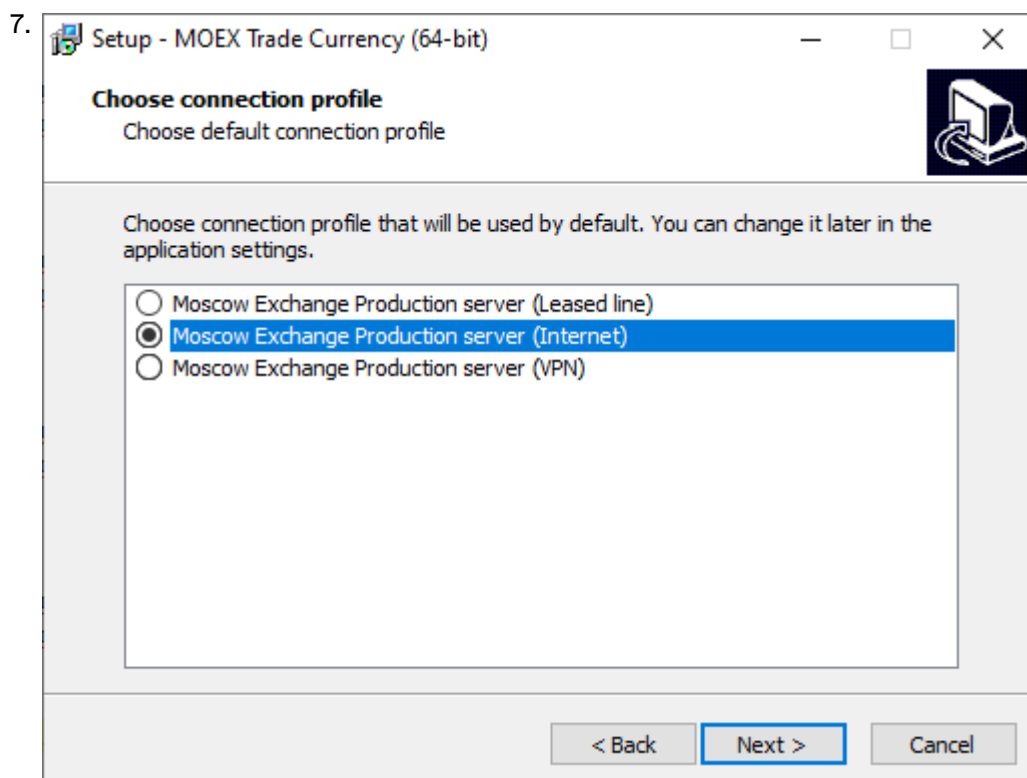 7.
Setup - MOEX Trade Currency (64-bit)
Choose connection profile
Choose default connection profile
Choose connection profile that will be used by default. You can change it later in the
application settings.
Moscow Exchange Production server (Leased line)
Moscow Exchange Production server (Internet)
Moscow Exchange Production server (VPN)
< Back
Next >
Cancel